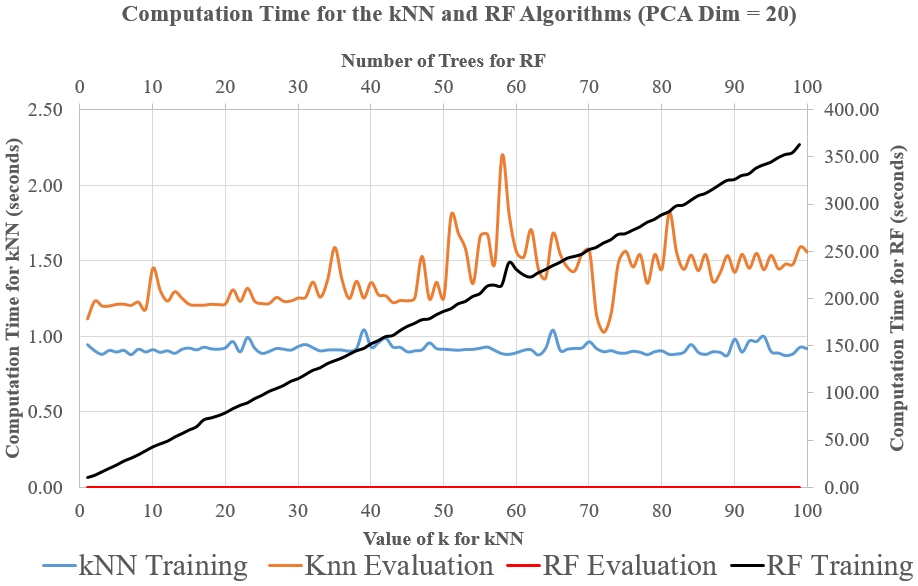 Computation Time for the kNN and RF Algorithms (PCA Dim = 20)
Number of Trees for RF
0 10 20 30 40 50 60 70 80 90 100
2.50 400.00
350.00
2.00 300.00
1.50 250.00
200.00
1.00 150.00
0.50 100.00
50.00
0.00 0.00
Computation Time for kNN (seconds)
Computation Time for RF (seconds)
0 10 20 30 40 50 60 70 80 90 100
Value of k for kNN
kNN Training Knn Evaluation RF Evaluation RF Training